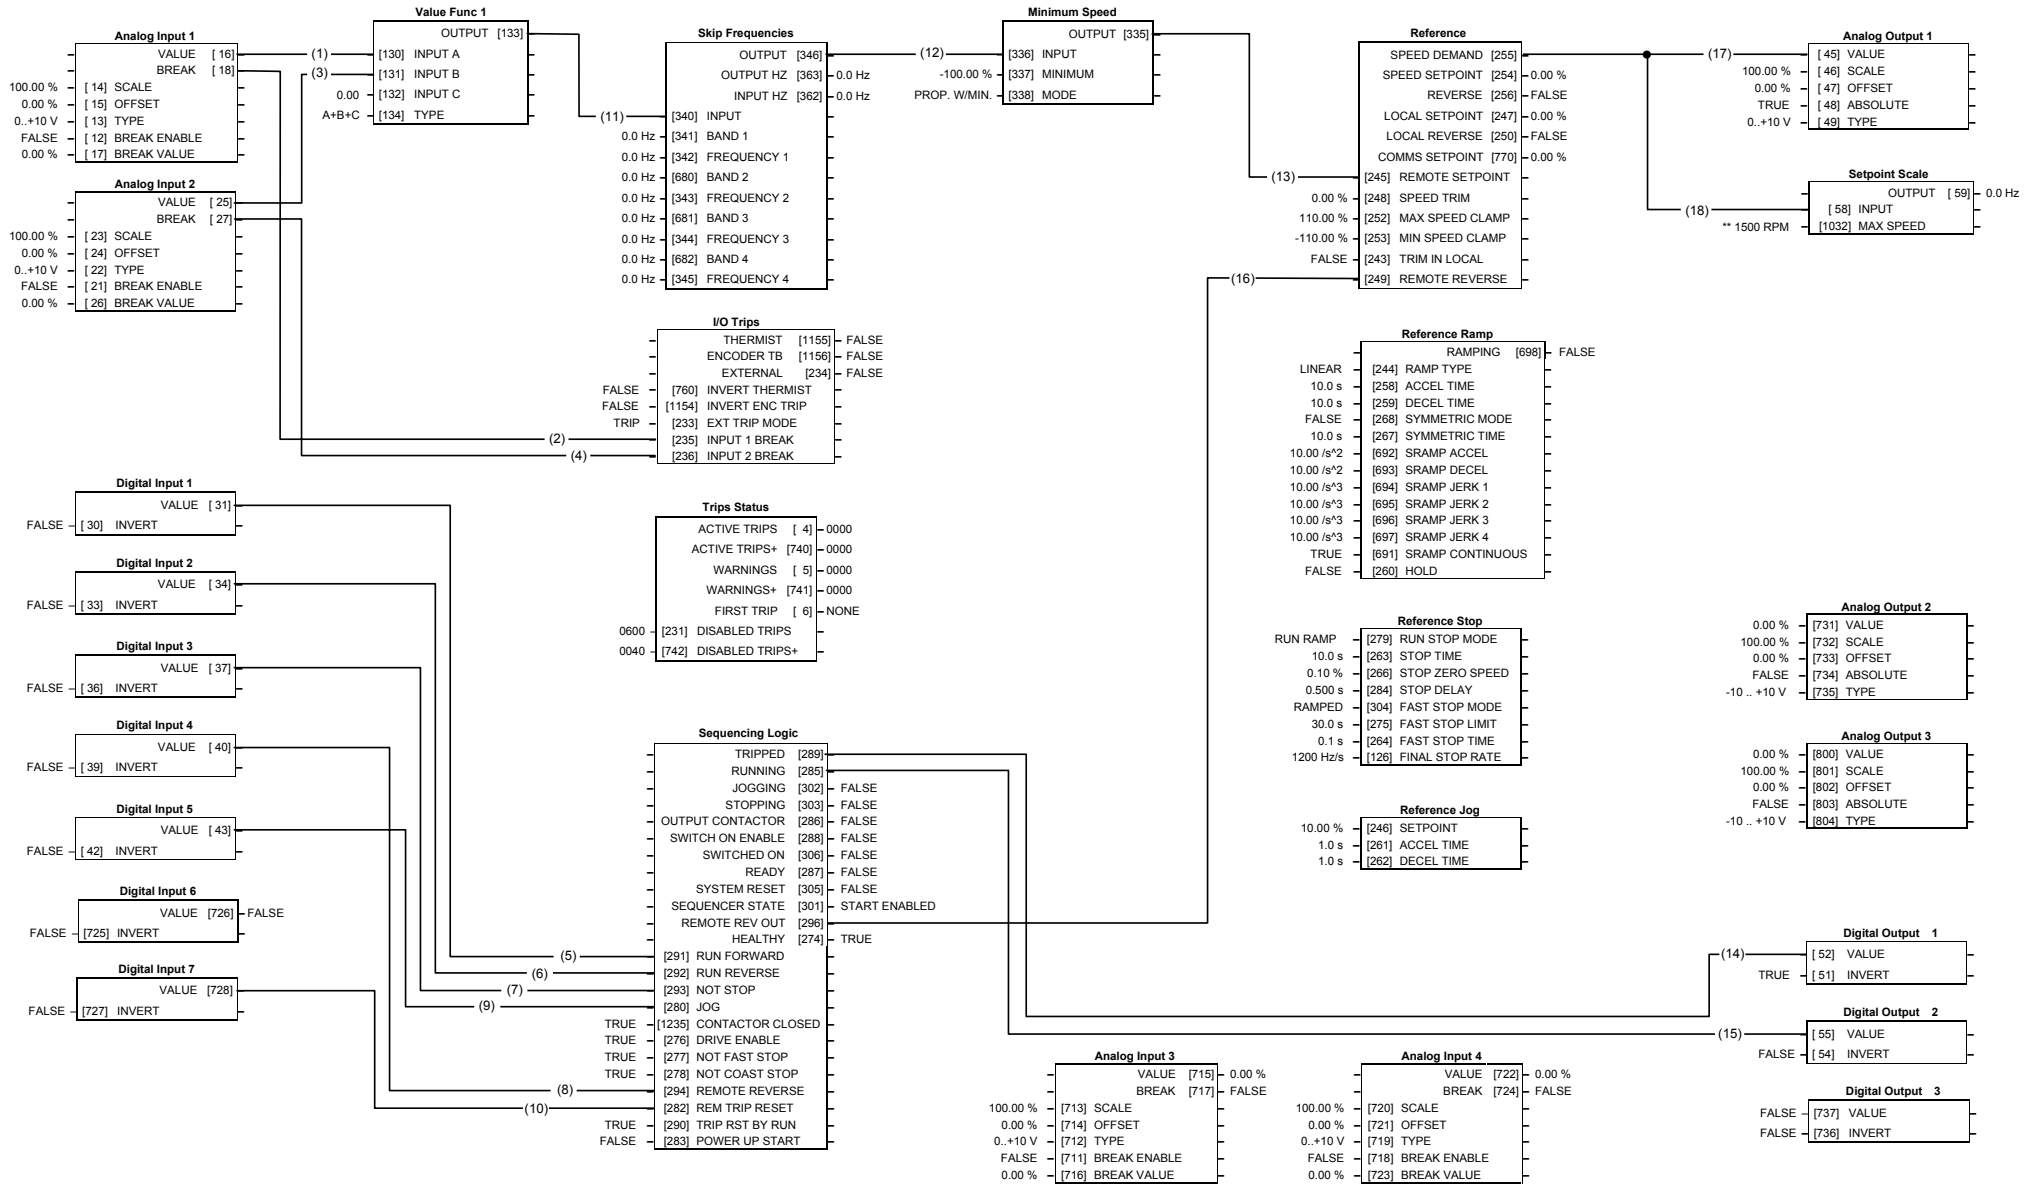 Analog Input 1
VALUE [ 16]
BREAK [ 18]
100.00 % [ 14] SCALE
0.00 % [ 15] OFFSET
0..+10 V [ 13] TYPE
FALSE [ 12] BREAK ENABLE
0.00 % [ 17] BREAK VALUE
Analog Input 2
VALUE [ 25]
BREAK [ 27]
100.00 % [ 23] SCALE
0.00 % [ 24] OFFSET
0..+10 V [ 22] TYPE
FALSE [ 21] BREAK ENABLE
0.00 % [ 26] BREAK VALUE
(1)
(3)
Value Func 1
OUTPUT [133]
[130] INPUT A
[131] INPUT B
0.00 [132] INPUT C
A+B+C [134] TYPE
(11)
Skip Frequencies
OUTPUT [346]
OUTPUT HZ [363] 0.0 Hz
INPUT HZ [362] 0.0 Hz
[340] INPUT
0.0 Hz [341] BAND 1
0.0 Hz [342] FREQUENCY 1
0.0 Hz [680] BAND 2
0.0 Hz [343] FREQUENCY 2
0.0 Hz [681] BAND 3
0.0 Hz [344] FREQUENCY 3
0.0 Hz [682] BAND 4
0.0 Hz [345] FREQUENCY 4
(12)
Minimum Speed
OUTPUT [335]
[336] INPUT
-100.00 % [337] MINIMUM
PROP. W/MIN. [338] MODE
(13)
(16)
Reference
SPEED DEMAND [255]
SPEED SETPOINT [254] 0.00 %
REVERSE [256] FALSE
LOCAL SETPOINT [247] 0.00 %
LOCAL REVERSE [250] FALSE
COMMS SETPOINT [770] 0.00 %
[245] REMOTE SETPOINT
0.00 % [248] SPEED TRIM
110.00 % [252] MAX SPEED CLAMP
-110.00 % [253] MIN SPEED CLAMP
FALSE [243] TRIM IN LOCAL
[249] REMOTE REVERSE
(17)
(18)
Analog Output 1
[ 45] VALUE
100.00 % [ 46] SCALE
0.00 % [ 47] OFFSET
TRUE [ 48] ABSOLUTE
0..+10 V [ 49] TYPE
Setpoint Scale
OUTPUT [ 59] 0.0 Hz
[ 58] INPUT
** 1500 RPM [1032] MAX SPEED
I/O Trips
THERMIST [1155] FALSE
ENCODER TB [1156] FALSE
EXTERNAL [234] FALSE
FALSE [760] INVERT THERMIST
FALSE [1154] INVERT ENC TRIP
TRIP [233] EXT TRIP MODE
(2) [235] INPUT 1 BREAK
(4) [236] INPUT 2 BREAK
Reference Ramp
RAMPING [698] FALSE
LINEAR [244] RAMP TYPE
10.0 s [258] ACCEL TIME
10.0 s [259] DECEL TIME
FALSE [268] SYMMETRIC MODE
10.0 s [267] SYMMETRIC TIME
10.00 /s^2 [692] SRAMP ACCEL
10.00 /s^2 [693] SRAMP DECEL
10.00 /s^3 [694] SRAMP JERK 1
10.00 /s^3 [695] SRAMP JERK 2
10.00 /s^3 [696] SRAMP JERK 3
10.00 /s^3 [697] SRAMP JERK 4
TRUE [691] SRAMP CONTINUOUS
FALSE [260] HOLD
Digital Input 1
VALUE [ 31]
FALSE [ 30] INVERT
Digital Input 2
VALUE [ 34]
FALSE [ 33] INVERT
Digital Input 3
VALUE [ 37]
FALSE [ 36] INVERT
Digital Input 4
VALUE [ 40]
FALSE [ 39] INVERT
Digital Input 5
VALUE [ 43]
FALSE [ 42] INVERT
Digital Input 6
VALUE [726] FALSE
FALSE [725] INVERT
Digital Input 7
VALUE [728]
FALSE [727] INVERT
Trips Status
ACTIVE TRIPS [ 4] 0000
ACTIVE TRIPS+ [740] 0000
WARNINGS [ 5] 0000
WARNINGS+ [741] 0000
FIRST TRIP [ 6] NONE
0600 [231] DISABLED TRIPS
0040 [742] DISABLED TRIPS+
Sequencing Logic
TRIPPED [289]
RUNNING [285]
JOGGING [302] FALSE
STOPPING [303] FALSE
OUTPUT CONTACTOR [286] FALSE
SWITCH ON ENABLE [288] FALSE
SWITCHED ON [306] FALSE
READY [287] FALSE
SYSTEM RESET [305] FALSE
SEQUENCER STATE [301] START ENABLED
REMOTE REV OUT [296]
HEALTHY [274] TRUE
(5) [291] RUN FORWARD
(6) [292] RUN REVERSE
(7) [293] NOT STOP
(9) [280] JOG
TRUE [1235] CONTACTOR CLOSED
TRUE [276] DRIVE ENABLE
TRUE [277] NOT FAST STOP
TRUE [278] NOT COAST STOP
(8) [294] REMOTE REVERSE
(10) [282] REM TRIP RESET
TRUE [290] TRIP RST BY RUN
FALSE [283] POWER UP START
Reference Stop
RUN RAMP [279] RUN STOP MODE
10.0 s [263] STOP TIME
0.10 % [266] STOP ZERO SPEED
0.500 s [284] STOP DELAY
RAMPED [304] FAST STOP MODE
30.0 s [275] FAST STOP LIMIT
0.1 s [264] FAST STOP TIME
1200 Hz/s [126] FINAL STOP RATE
Reference Jog
10.00 % [246] SETPOINT
1.0 s [261] ACCEL TIME
1.0 s [262] DECEL TIME
Analog Output 2
0.00 % [731] VALUE
100.00 % [732] SCALE
0.00 % [733] OFFSET
FALSE [734] ABSOLUTE
-10 .. +10 V [735] TYPE
Analog Output 3
0.00 % [800] VALUE
100.00 % [801] SCALE
0.00 % [802] OFFSET
FALSE [803] ABSOLUTE
-10 .. +10 V [804] TYPE
Digital Output 1
(14) [ 52] VALUE
TRUE [ 51] INVERT
Digital Output 2
(15) [ 55] VALUE
FALSE [ 54] INVERT
Digital Output 3
FALSE [737] VALUE
FALSE [736] INVERT
Analog Input 3
VALUE [715] 0.00 %
BREAK [717] FALSE
100.00 % [713] SCALE
0.00 % [714] OFFSET
0..+10 V [712] TYPE
FALSE [711] BREAK ENABLE
0.00 % [716] BREAK VALUE
Analog Input 4
VALUE [722] 0.00 %
BREAK [724] FALSE
100.00 % [720] SCALE
0.00 % [721] OFFSET
0..+10 V [719] TYPE
FALSE [718] BREAK ENABLE
0.00 % [723] BREAK VALUE